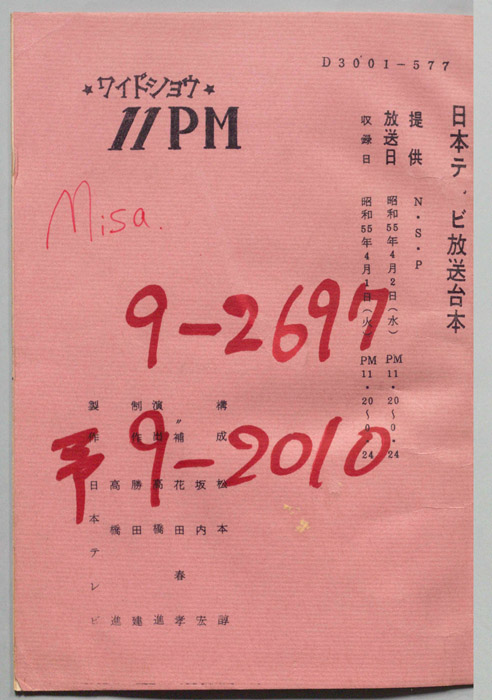 D3001-577
★ワイドショウ★
11PM
Misa.
日本テレビ放送台本
提供 N・S・P
放送日 昭和55年4月2日(水) PM11・20〜0・24
収録日 昭和55年4月1日(火) PM11・20〜0・24
9-2697
予9-2010
構成 松本 諄
坂内 宏
〃補 花田春孝
演出 高橋 進
制作 勝田 建
高橋 進
製作 日本テレビ